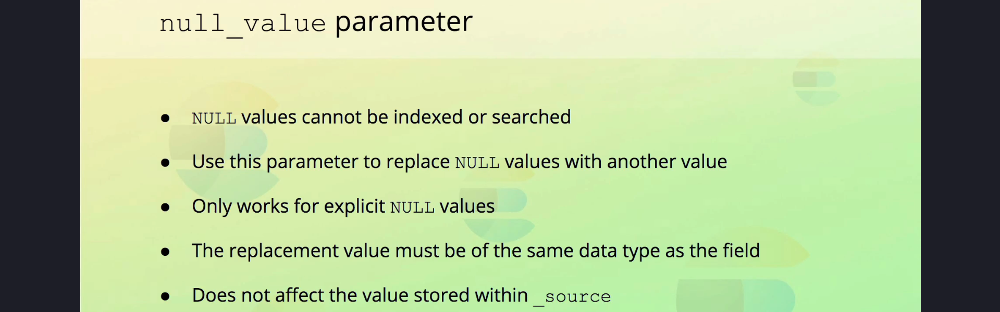 null_value parameter
● NULL values cannot be indexed or searched
● Use this parameter to replace NULL values with another value
● Only works for explicit NULL values
● The replacement value must be of the same data type as the field
● Does not affect the value stored within _source